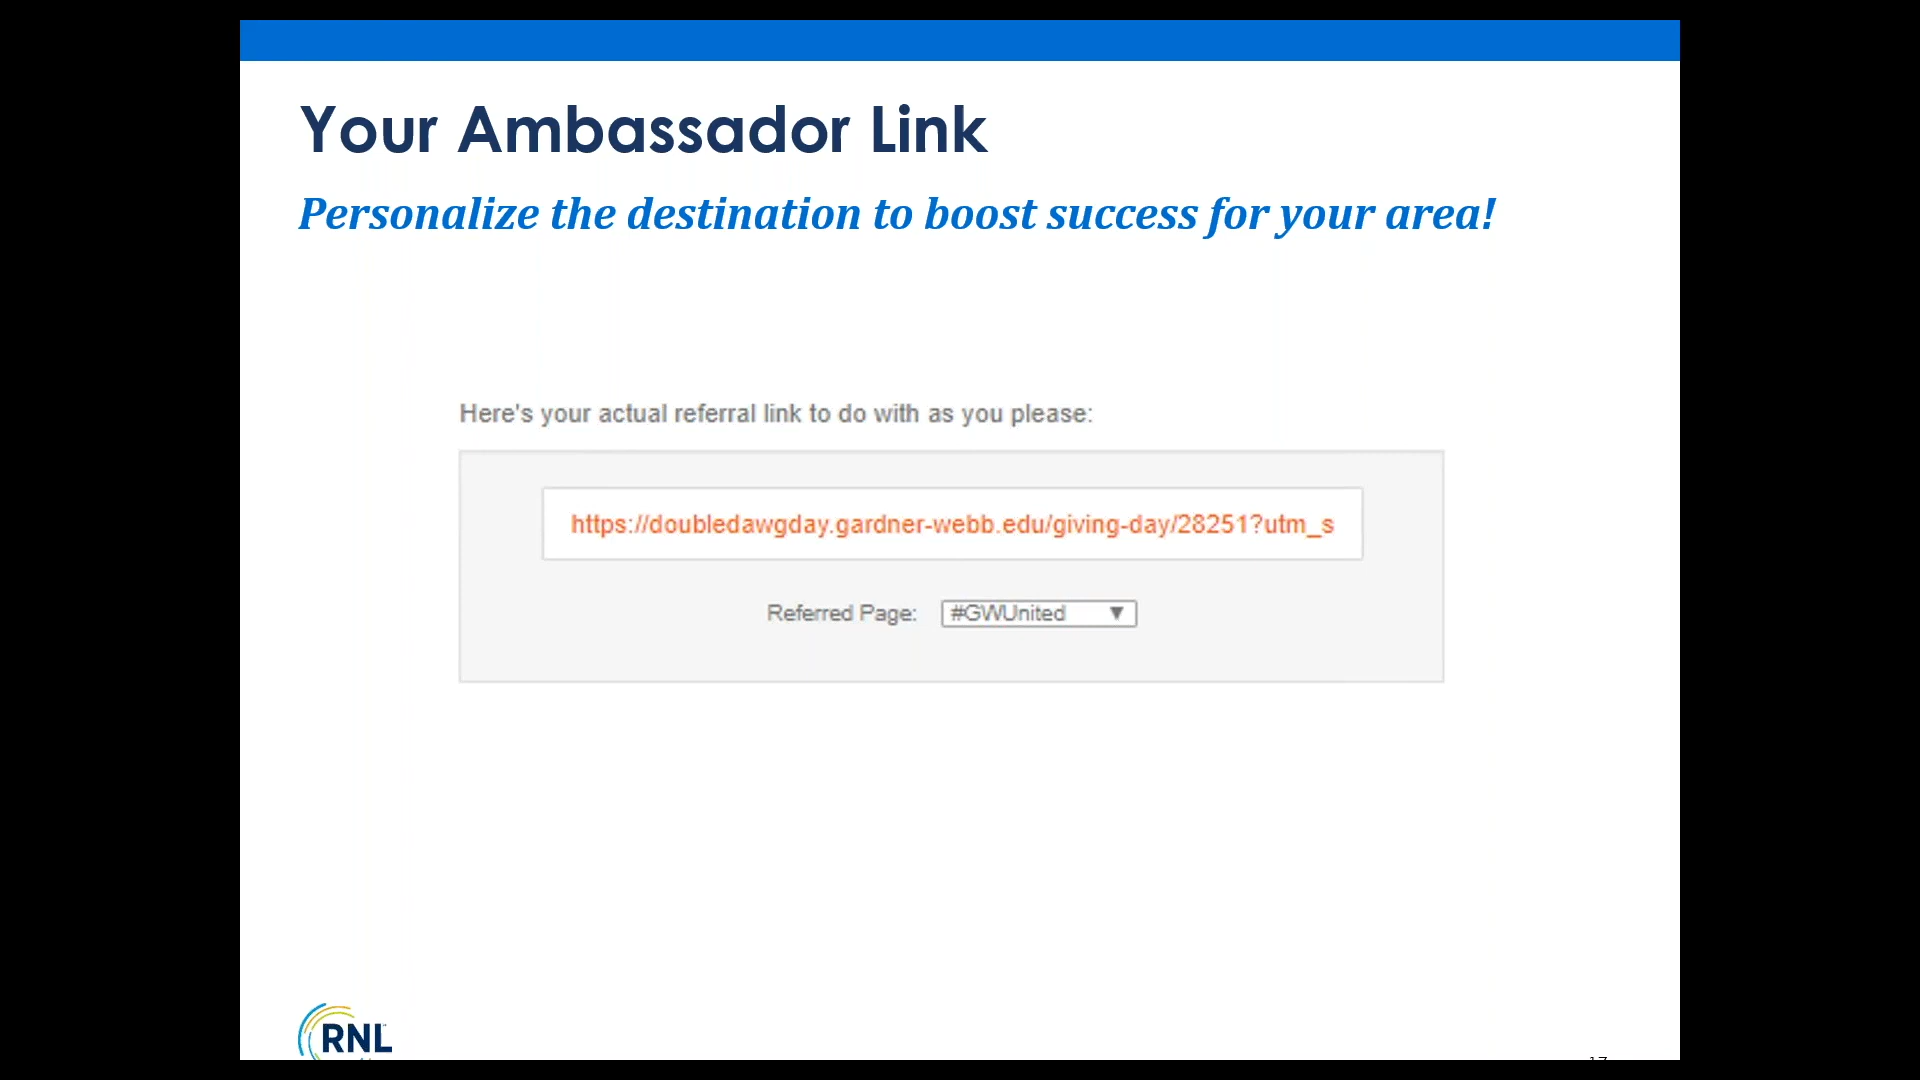 Your Ambassador Link
Personalize the destination to boost success for your area!
Here's your actual referral link to do with as you please:
https://doubledawgday.gardner-webb.edu/giving-day/28251?utm_s
Referred Page: #GWUnited
RNL